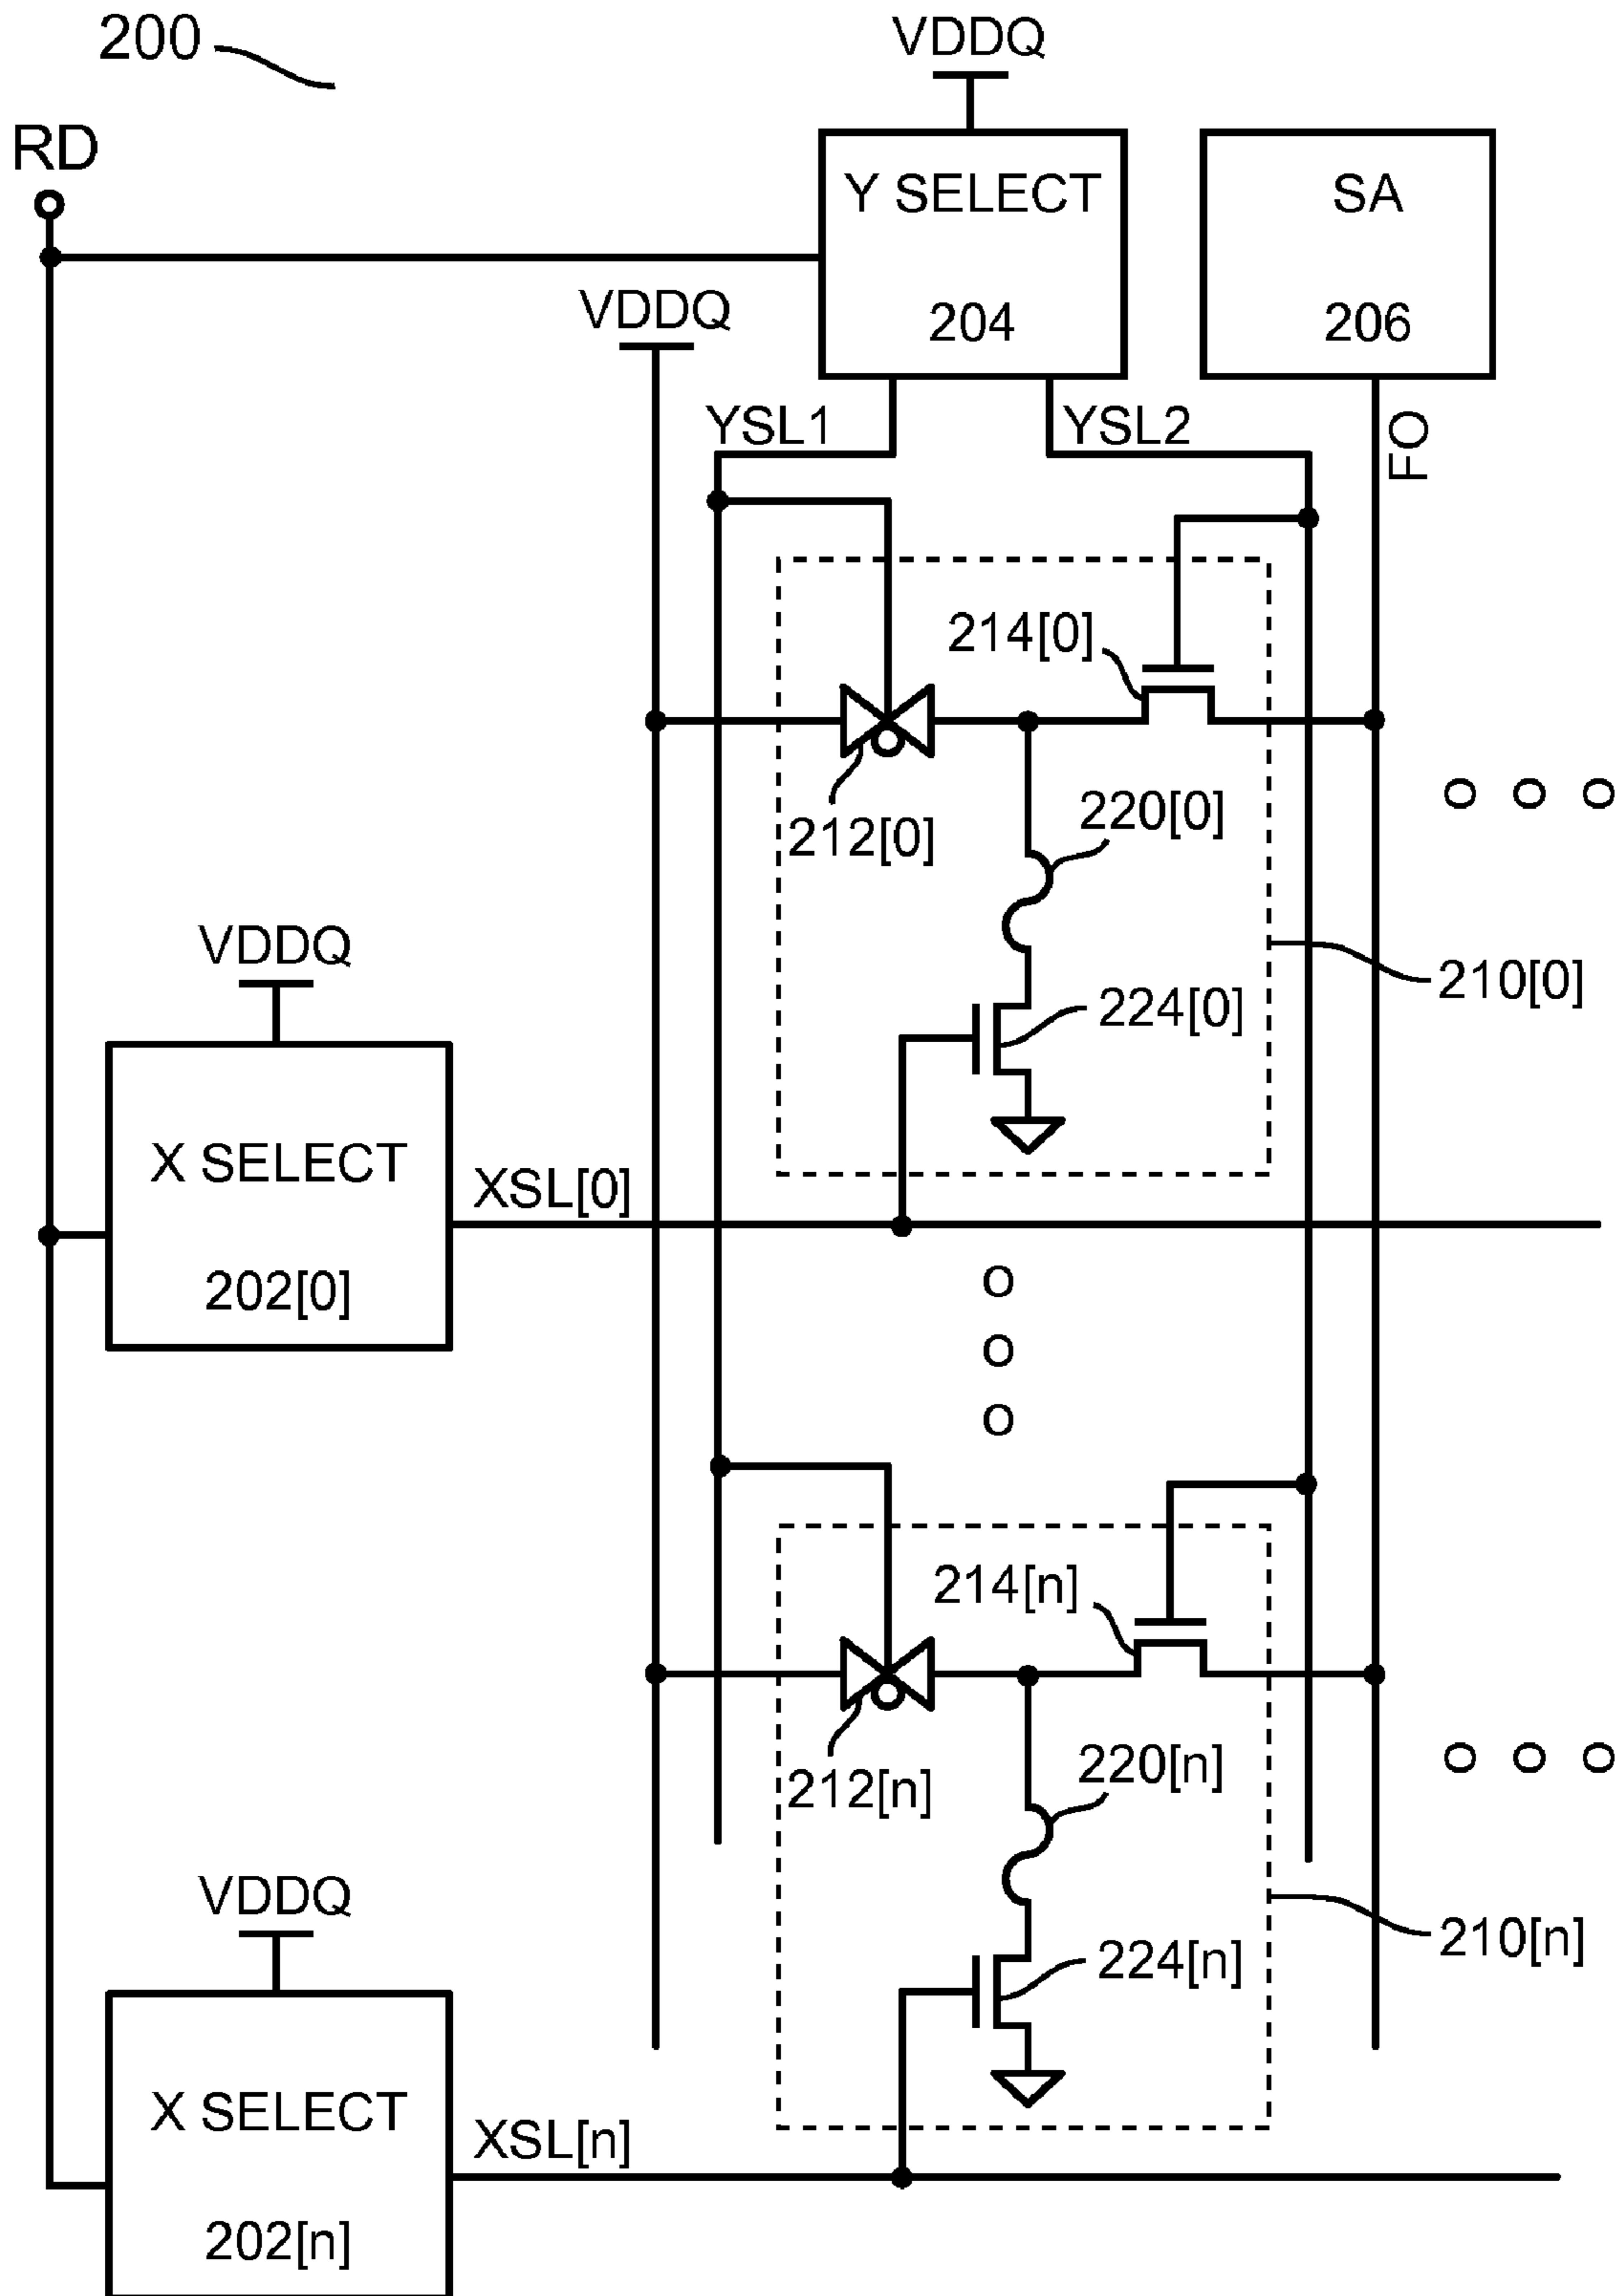 200
VDDQ
RD
Y SELECT
204
SA
206
VDDQ
YSL1
YSL2
FO
214[0]
212[0]
220[0]
VDDQ
210[0]
224[0]
X SELECT
202[0]
XSL[0]
214[n]
212[n]
220[n]
VDDQ
210[n]
224[n]
X SELECT
202[n]
XSL[n]